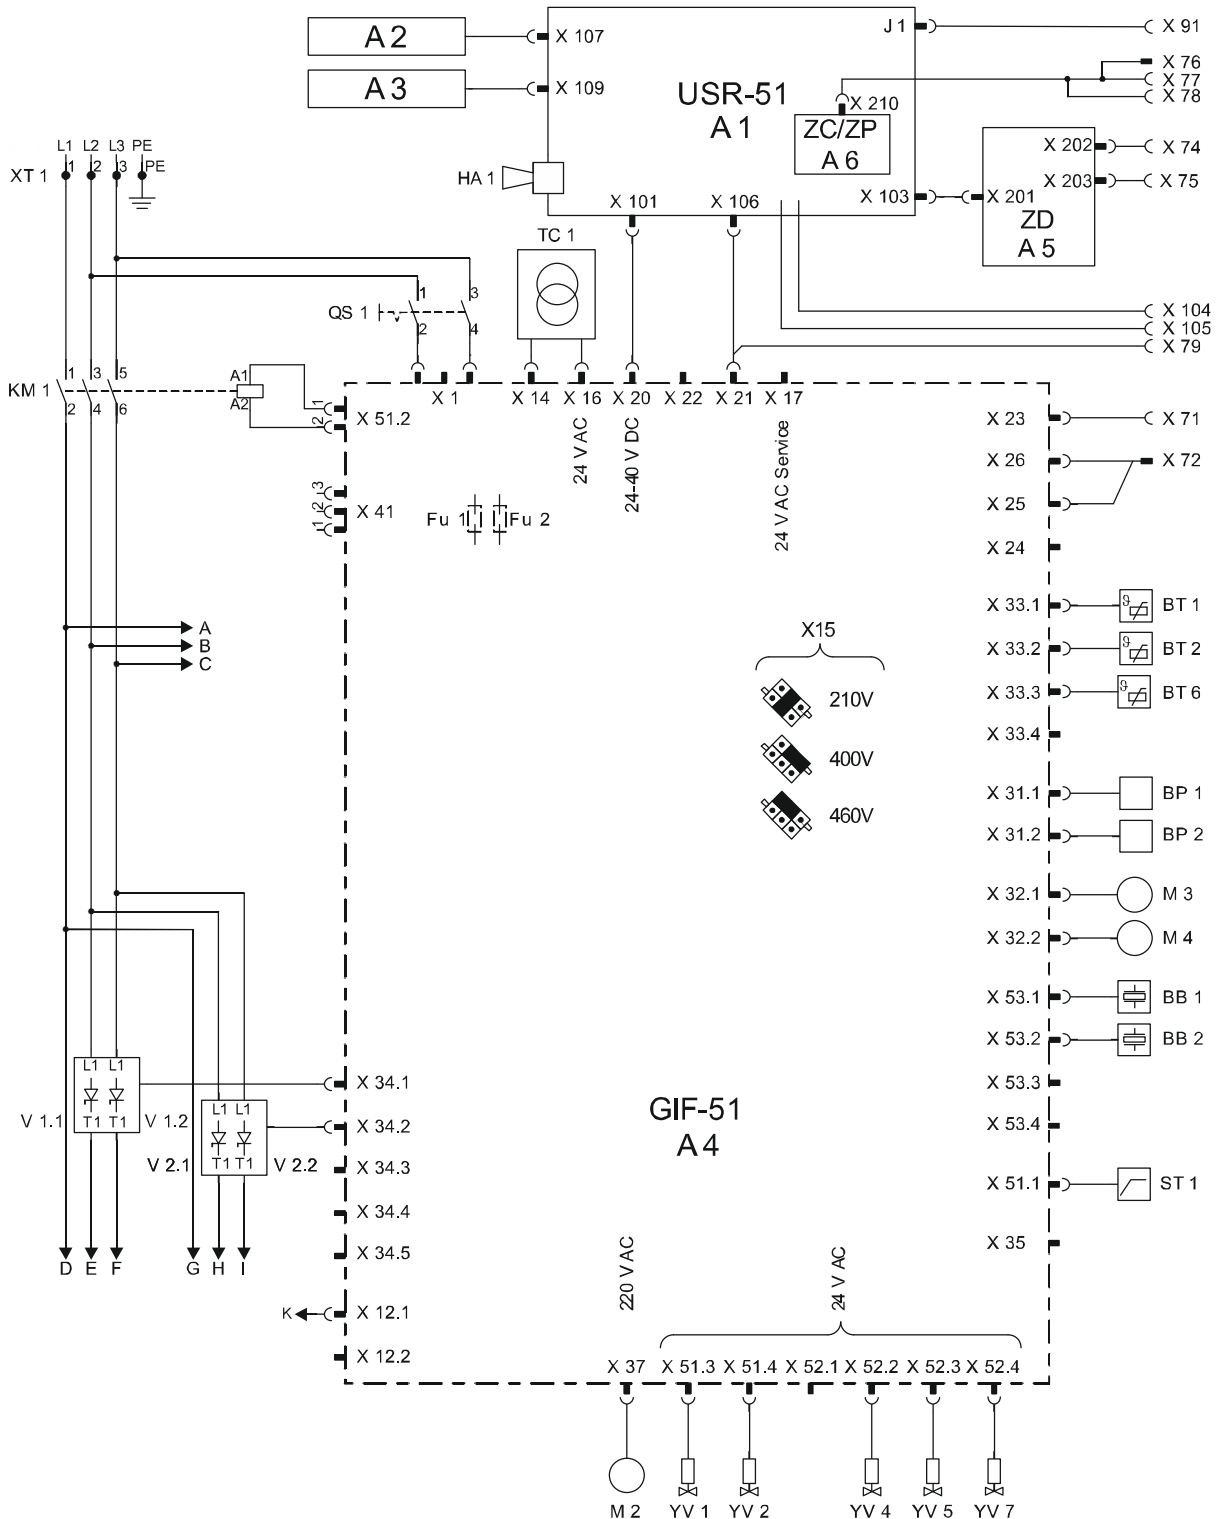 A 2
X 107
J 1
X 91
X 76
A 3
X 109
USR-51
A 1
X 77
X 78
X 210
ZC/ZP
A 6
L1 L2 L3 PE
XT 1
1 2 3 PE
X 202
X 74
X 203
X 75
HA 1
X 101
X 106
X 103
X 201
ZD
A 5
TC 1
1 3
QS 1
2 4
X 104
X 105
X 79
KM 1
1 3 5
2 4 6
A1
A2
1
2
X 51.2
X 1
X 14
X 16
X 20
X 22
X 21
X 17
24 V AC
24-40 V DC
24 V AC Service
X 23
X 71
X 26
X 72
X 25
X 24
3
2
1
X 41
Fu 1
Fu 2
X 33.1
BT 1
X 33.2
BT 2
X 33.3
BT 6
X 33.4
A
B
C
X15
210V
400V
460V
ϑ
ϑ
ϑ
X 31.1
BP 1
X 31.2
BP 2
X 32.1
M 3
X 32.2
M 4
X 53.1
BB 1
X 53.2
BB 2
X 53.3
X 53.4
L1 L1
T1 T1
V 1.1
V 1.2
L1 L1
T1 T1
V 2.1
V 2.2
X 34.1
X 34.2
X 34.3
X 34.4
X 34.5
GIF-51
A 4
X 51.1
ST 1
X 35
D E F G H I
K
X 12.1
X 12.2
220 V AC
24 V AC
X 37
X 51.3
X 51.4
X 52.1
X 52.2
X 52.3
X 52.4
M 2
YV 1
YV 2
YV 4
YV 5
YV 7